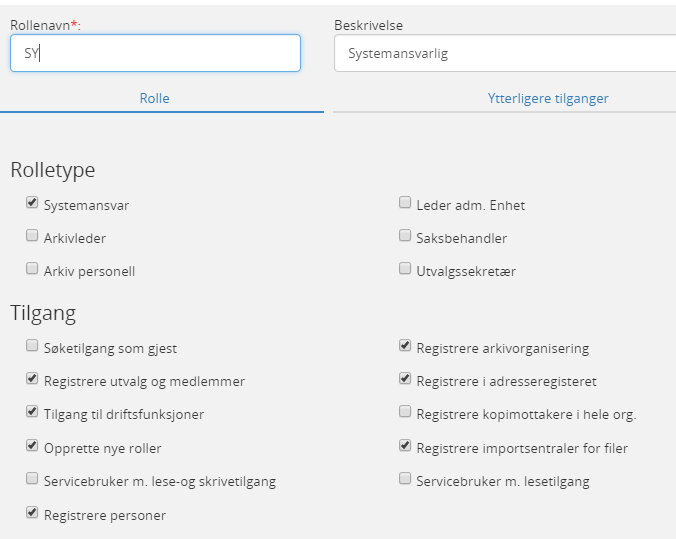 Rollenavn*: Beskrivelse
SY Systemansvarlig
Rolle Ytterligere tilganger
Rolletype
Systemansvar Leder adm. Enhet
Arkivleder Saksbehandler
Arkiv personell Utvalgssekretær
Tilgang
Søketilgang som gjest Registrere arkivorganisering
Registrere utvalg og medlemmer Registrere i adresseregisteret
Tilgang til driftsfunksjoner Registrere kopimottakere i hele org.
Opprette nye roller Registrere importsentraler for filer
Servicebruker m. lese-og skrivetilgang Servicebruker m. lesetilgang
Registrere personer